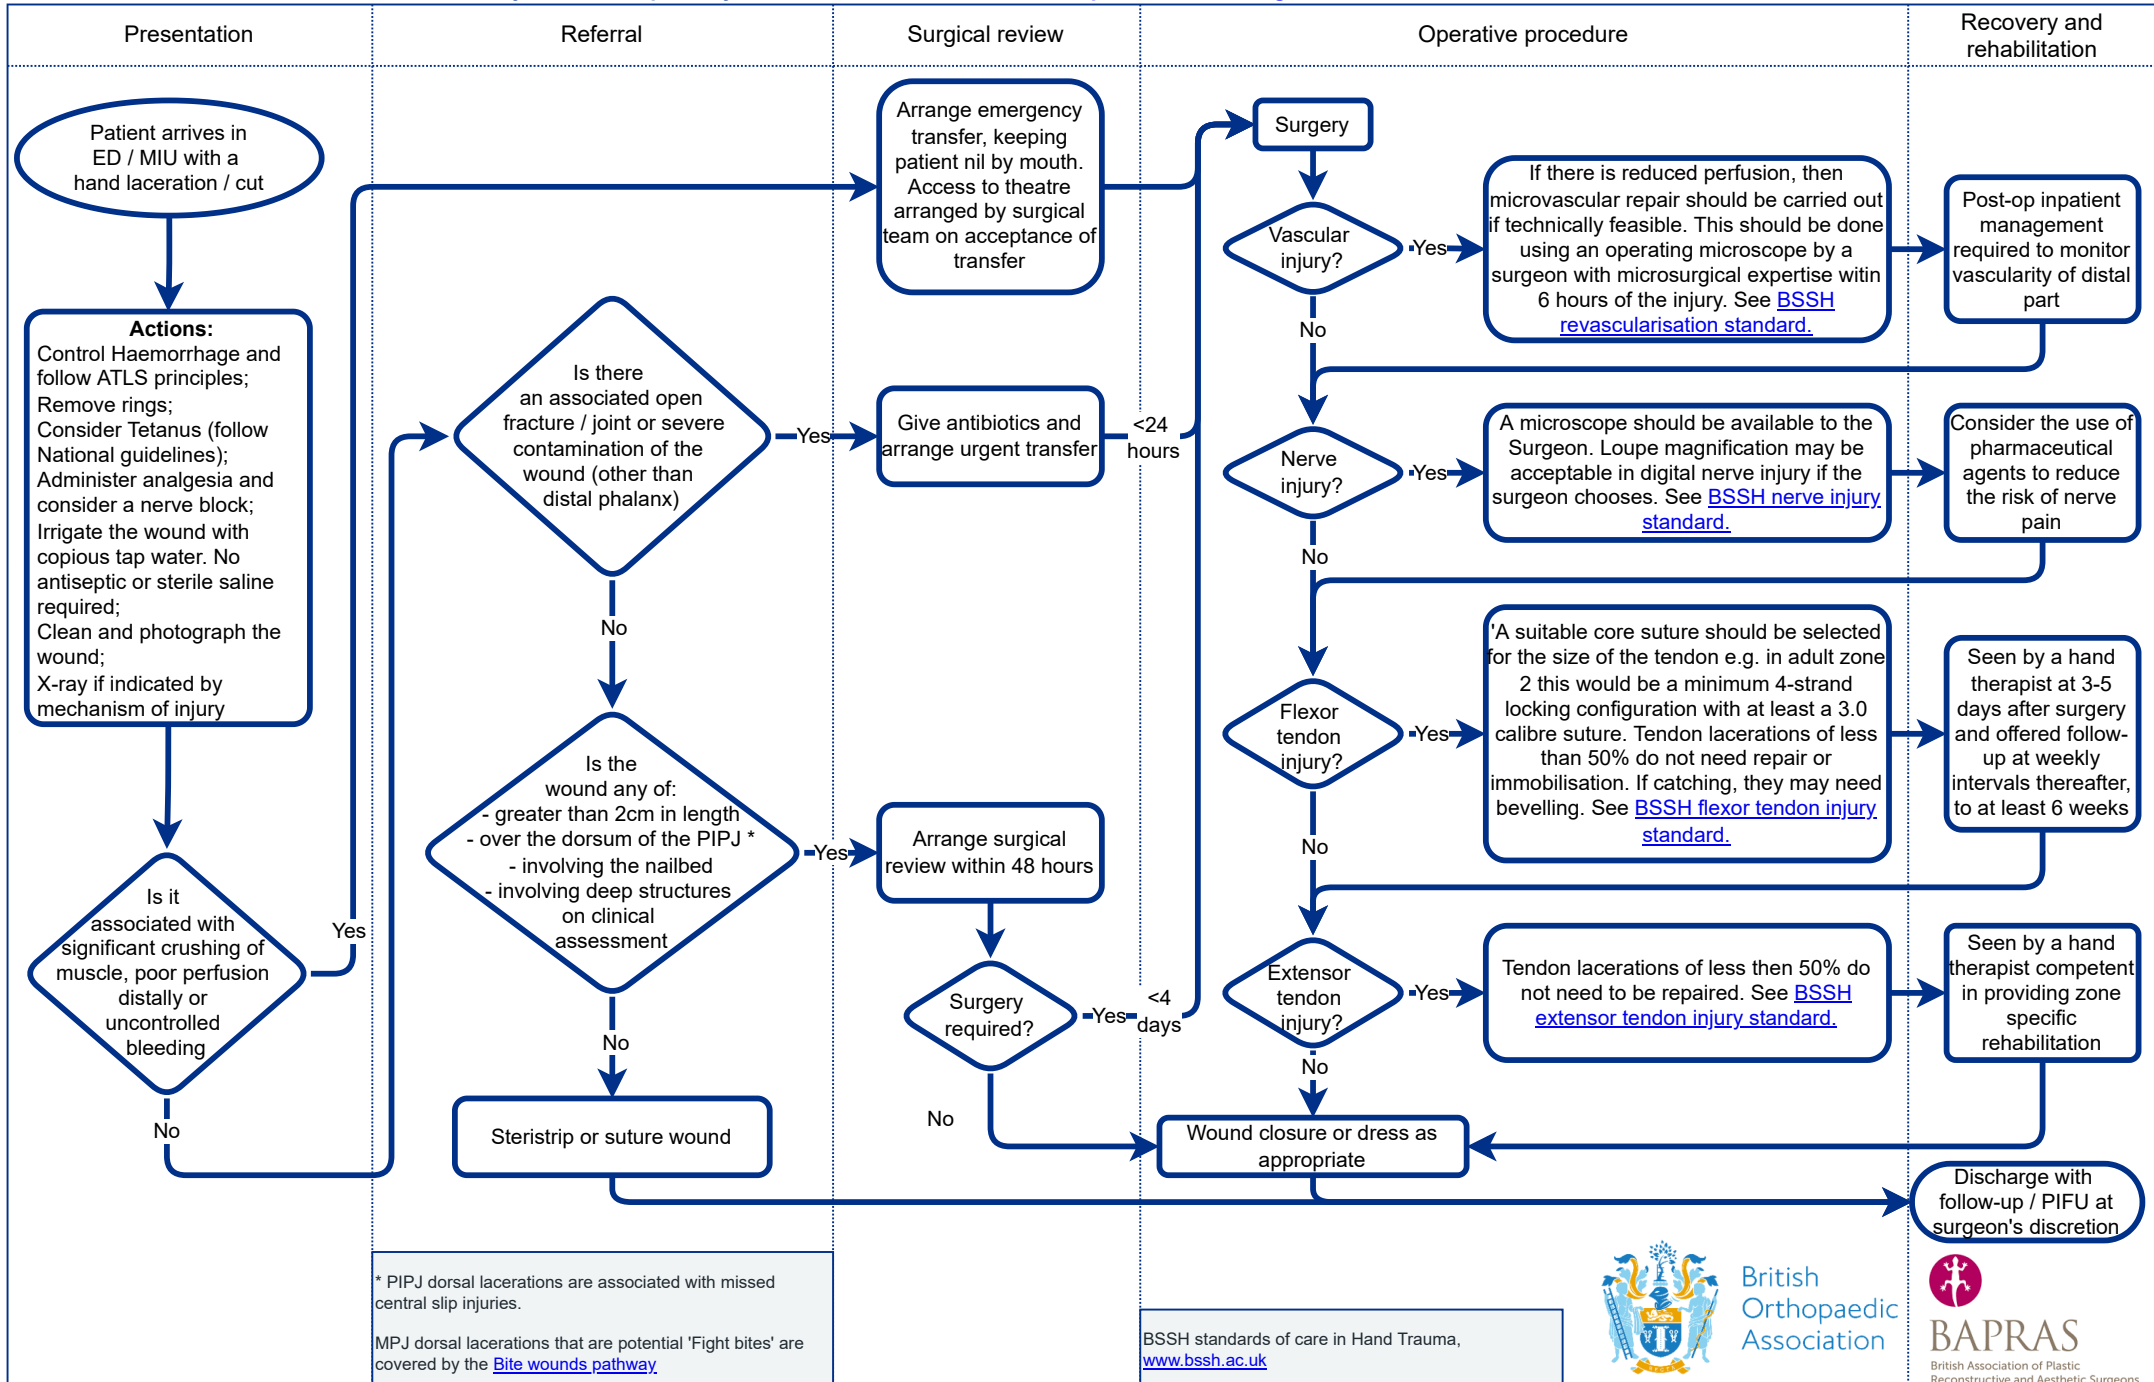 Presentation
Referral
Surgical review
Operative procedure
Recovery and
rehabilitation
Patient arrives in
ED / MIU with a
hand laceration / cut
Actions:
Control Haemorrhage and
follow ATLS principles;
Remove rings;
Consider Tetanus (follow
National guidelines);
Administer analgesia and
consider a nerve block;
Irrigate the wound with
copious tap water. No
antiseptic or sterile saline
required;
Clean and photograph the
wound;
X-ray if indicated by
mechanism of injury
Is it
associated with
significant crushing of
muscle, poor perfusion
distally or
uncontrolled
bleeding
Yes
No
Is there
an associated open
fracture / joint or severe
contamination of the
wound (other than
distal phalanx)
Yes
No
Is the
wound any of:
- greater than 2cm in length
- over the dorsum of the PIPJ *
- involving the nailbed
- involving deep structures
on clinical
assessment
Yes
No
Steristrip or suture wound
Arrange emergency
transfer, keeping
patient nil by mouth.
Access to theatre
arranged by surgical
team on acceptance of
transfer
Give antibiotics and
arrange urgent transfer
<24
hours
Arrange surgical
review within 48 hours
Surgery
required?
Yes
<4
days
No
Surgery
Vascular
injury?
Yes
No
If there is reduced perfusion, then
microvascular repair should be carried out
if technically feasible. This should be done
using an operating microscope by a
surgeon with microsurgical expertise witin
6 hours of the injury. See BSSH
revascularisation standard.
Post-op inpatient
management
required to monitor
vascularity of distal
part
Nerve
injury?
Yes
No
A microscope should be available to the
Surgeon. Loupe magnification may be
acceptable in digital nerve injury if the
surgeon chooses. See BSSH nerve injury
standard.
Consider the use of
pharmaceutical
agents to reduce
the risk of nerve
pain
Flexor
tendon
injury?
Yes
No
'A suitable core suture should be selected
for the size of the tendon e.g. in adult zone
2 this would be a minimum 4-strand
locking configuration with at least a 3.0
calibre suture. Tendon lacerations of less
than 50% do not need repair or
immobilisation. If catching, they may need
bevelling. See BSSH flexor tendon injury
standard.
Seen by a hand
therapist at 3-5
days after surgery
and offered follow-
up at weekly
intervals thereafter,
to at least 6 weeks
Extensor
tendon
injury?
Yes
No
Tendon lacerations of less then 50% do
not need to be repaired. See BSSH
extensor tendon injury standard.
Seen by a hand
therapist competent
in providing zone
specific
rehabilitation
Wound closure or dress as
appropriate
Discharge with
follow-up / PIFU at
surgeon's discretion
* PIPJ dorsal lacerations are associated with missed
central slip injuries.
MPJ dorsal lacerations that are potential 'Fight bites' are
covered by the Bite wounds pathway
BSSH standards of care in Hand Trauma,
www.bssh.ac.uk
British
Orthopaedic
Association
BAPRAS
British Association of Plastic
Reconstructive and Aesthetic Surgeons